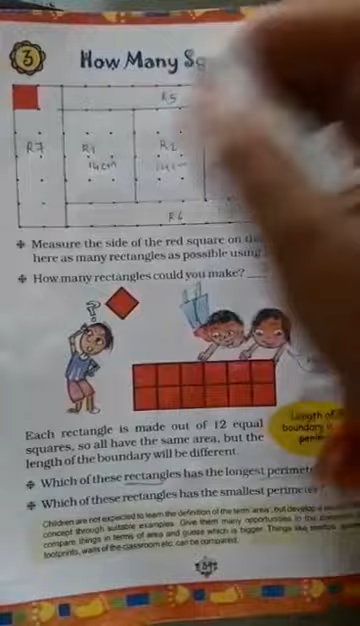 3
How Many Sq
R5
R7
R1
R2
14cm
R6
Measure the side of the red square on the
here as many rectangles as possible using
How many rectangles could you make?
?
Each rectangle is made out of 12 equal
squares, so all have the same area, but the
length of the boundary will be different.
Length of
boundary is
perim
Which of these rectangles has the longest perimete
Which of these rectangles has the smallest perimeter?
Children are not expected to learn the definition of the term 'area', but develop a
concept through suitable examples. Give them many opportunities in the
compare things in terms of area and guess which is bigger. Things like
footprints, walls of the classroom etc. can be compared.